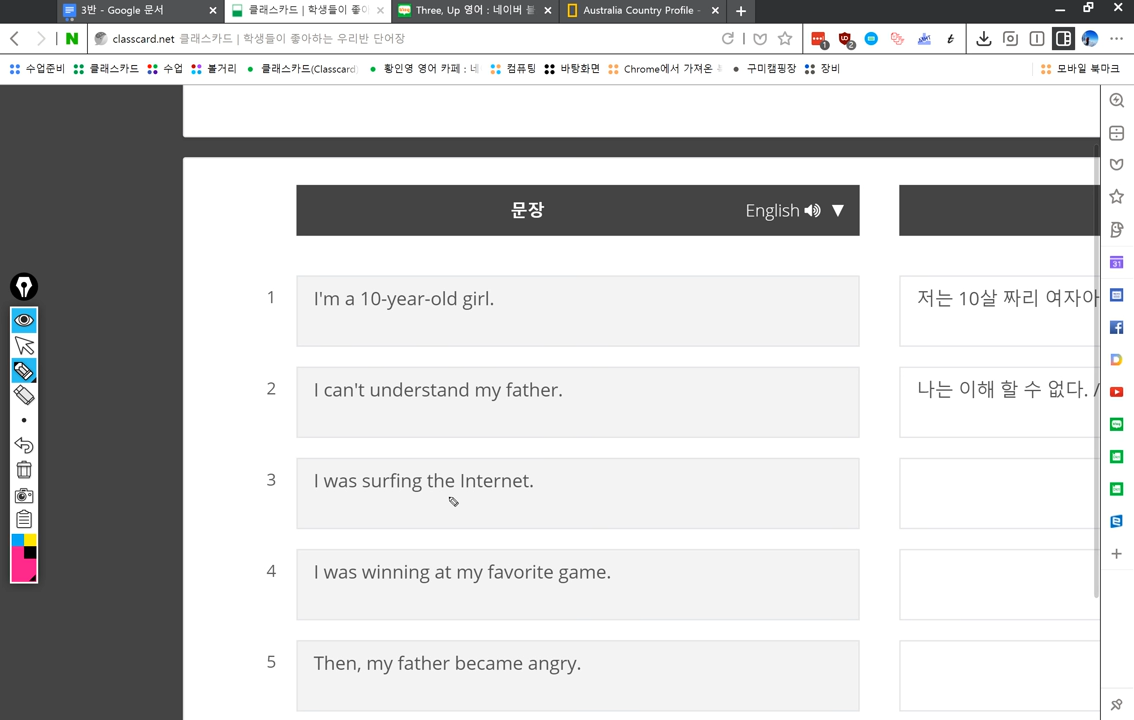 3반 - Google 문서
클래스카드 | 학생들이 좋아
Three, Up 영어 : 네이버 블
Australia Country Profile -
classcard.net 클래스카드 | 학생들이 좋아하는 우리반 단어장
수업준비 클래스카드 수업 볼거리 클래스카드(Classcard 황인영 영어 카페 : 네 컴퓨팅 바탕화면 Chrome에서 가져온 구미캠핑장 장비 모바일 북마크
문장 English
1 I'm a 10-year-old girl. 저는 10살 짜리 여자아
2 I can't understand my father. 나는 이해 할 수 없다. /
3 I was surfing the Internet.
4 I was winning at my favorite game.
5 Then, my father became angry.